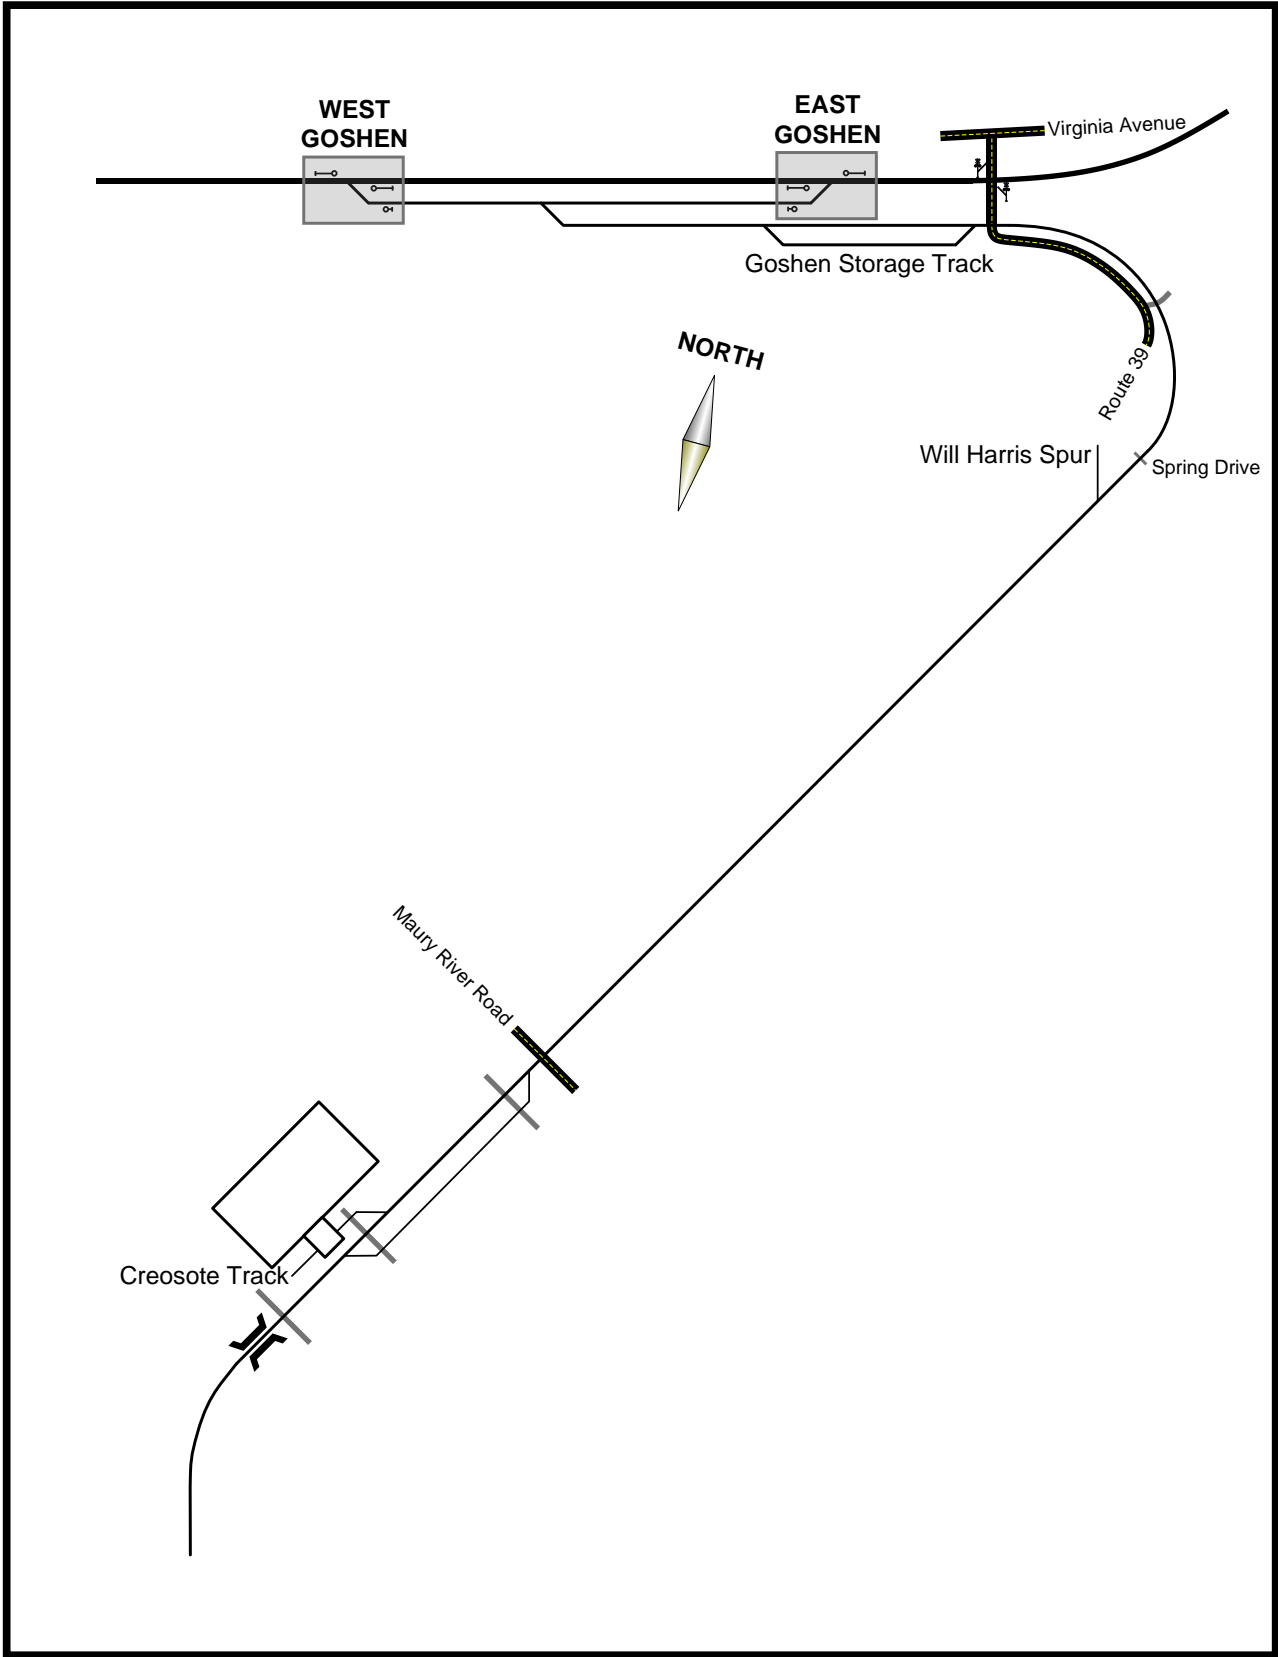 WEST
GOSHEN
EAST
GOSHEN
Virginia Avenue
Goshen Storage Track
NORTH
Route 39
Will Harris Spur
Spring Drive
Maury River Road
Creosote Track